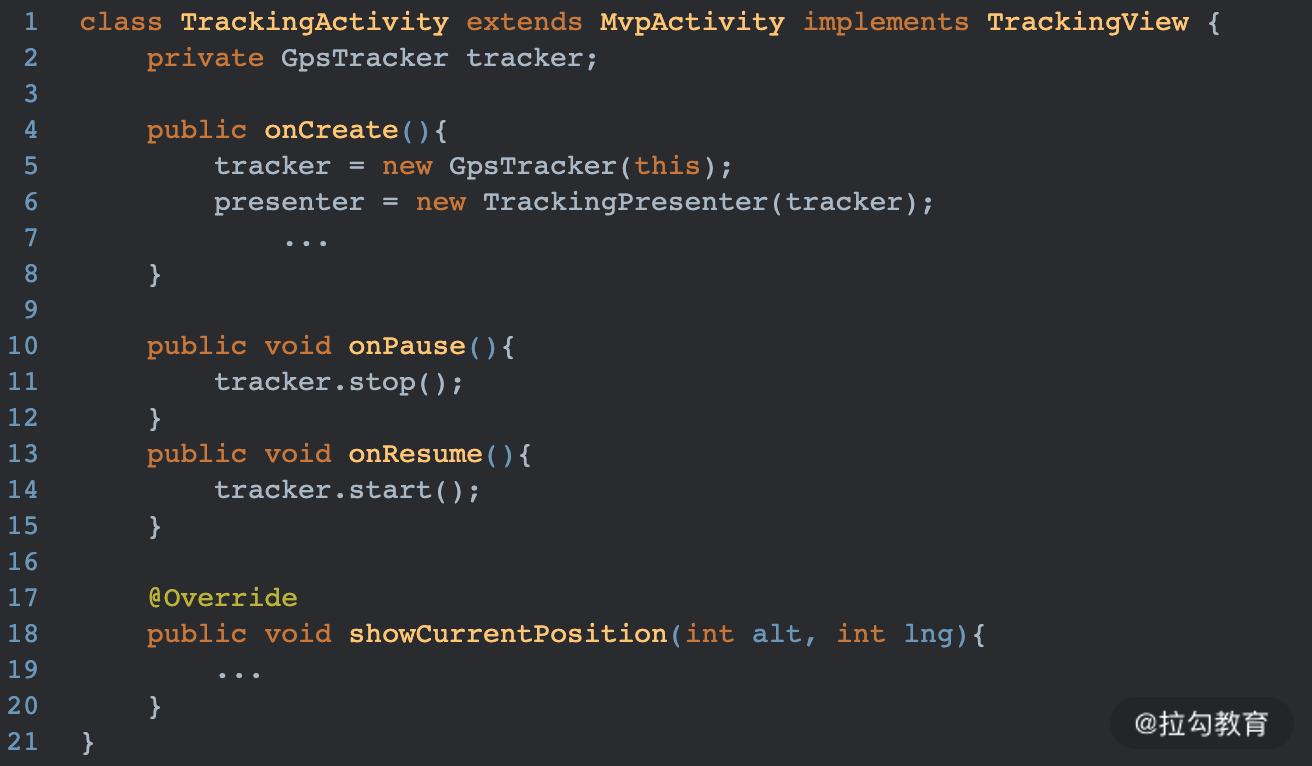 1 class TrackingActivity extends MvpActivity implements TrackingView {
2     private GpsTracker tracker;
3
4     public onCreate(){
5         tracker = new GpsTracker(this);
6         presenter = new TrackingPresenter(tracker);
7             ...
8     }
9
10     public void onPause(){
11         tracker.stop();
12     }
13     public void onResume(){
14         tracker.start();
15     }
16
17     @Override
18     public void showCurrentPosition(int alt, int lng){
19         ...
20     }
21 }
@拉勾教育